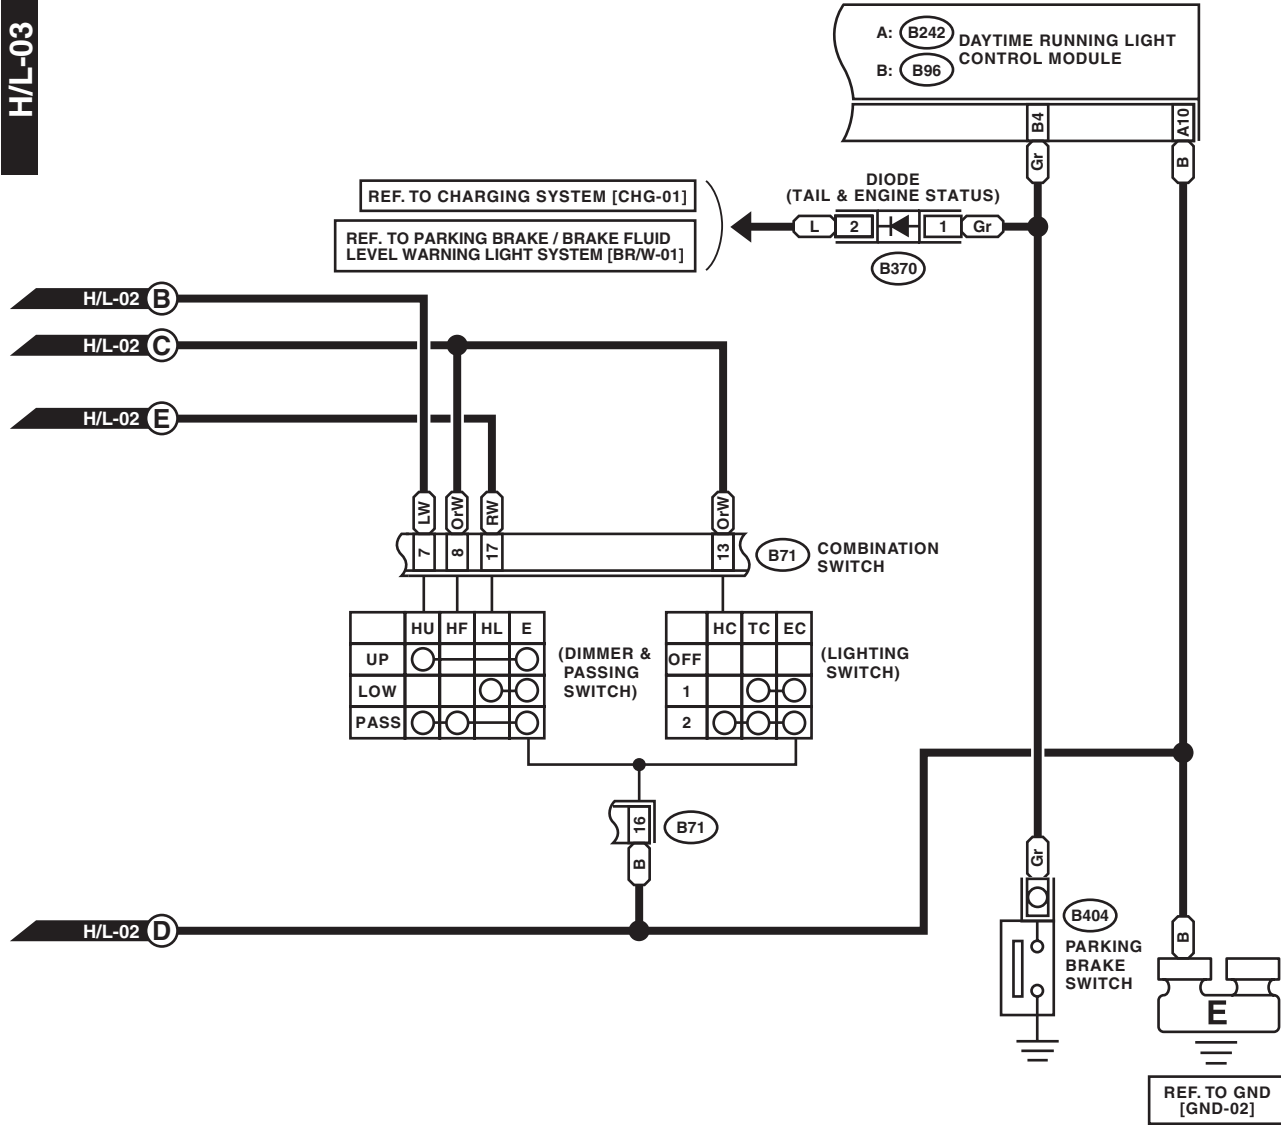 H/L-03
A: B242 DAYTIME RUNNING LIGHT
B: B96 CONTROL MODULE
B4 A10
Gr B
REF. TO CHARGING SYSTEM [CHG-01]
REF. TO PARKING BRAKE / BRAKE FLUID
LEVEL WARNING LIGHT SYSTEM [BR/W-01]
DIODE
(TAIL & ENGINE STATUS)
L 2 1 Gr
B370
H/L-02 B
H/L-02 C
H/L-02 E
LW OrW RW OrW
7 8 17 13
B71 COMBINATION
SWITCH
HU HF HL E
UP
LOW
PASS
(DIMMER &
PASSING
SWITCH)
HC TC EC
OFF
1
2
(LIGHTING
SWITCH)
16 B71
B
H/L-02 D
Gr
B404
PARKING
BRAKE
SWITCH
B
E
REF. TO GND
[GND-02]